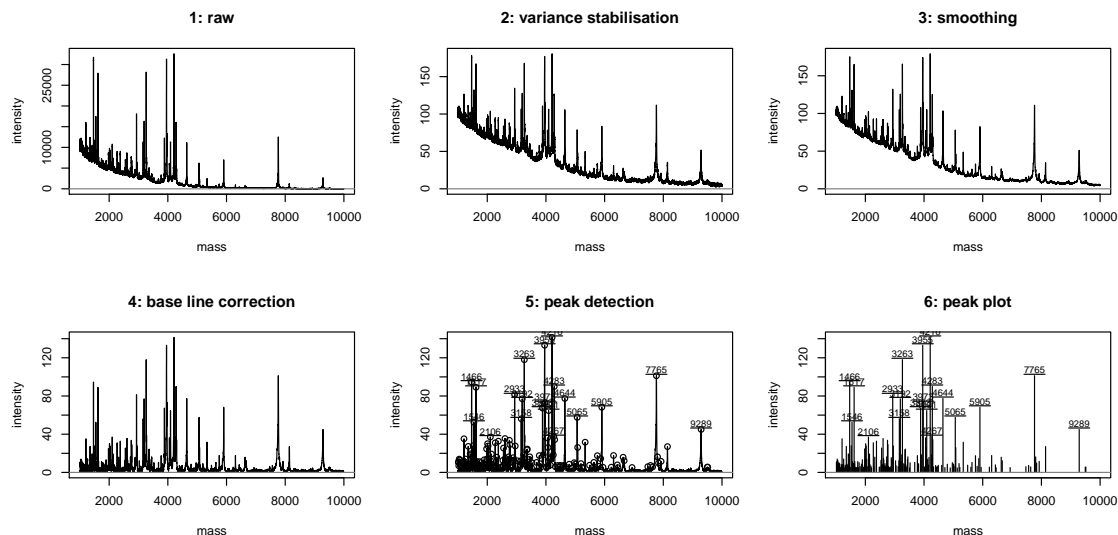 1: raw
2: variance stabilisation
3: smoothing
intensity
0
10000
25000
2000 4000 6000 8000 10000
mass
intensity
0
50
100
150
2000 4000 6000 8000 10000
mass
intensity
0
50
100
150
2000 4000 6000 8000 10000
mass
4: base line correction
5: peak detection
6: peak plot
intensity
0
40
80
120
2000 4000 6000 8000 10000
mass
intensity
0
40
80
120
3263
1466
1546
2106
2933
3158
4283
4644
4267
5065
5905
7765
9289
2000 4000 6000 8000 10000
mass
intensity
0
40
80
120
3955
3263
1466
1546
2106
2933
3158
4283
4644
4267
5065
5905
7765
9289
2000 4000 6000 8000 10000
mass